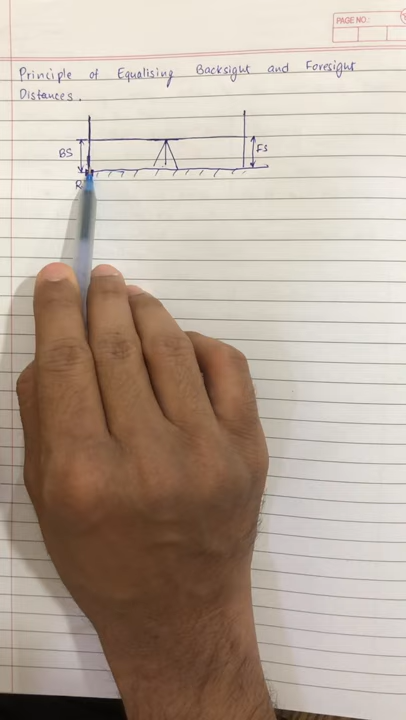 PAGE NO.:
Principle of Equalising Backsight and Foresight
Distances.
BS
FS
R